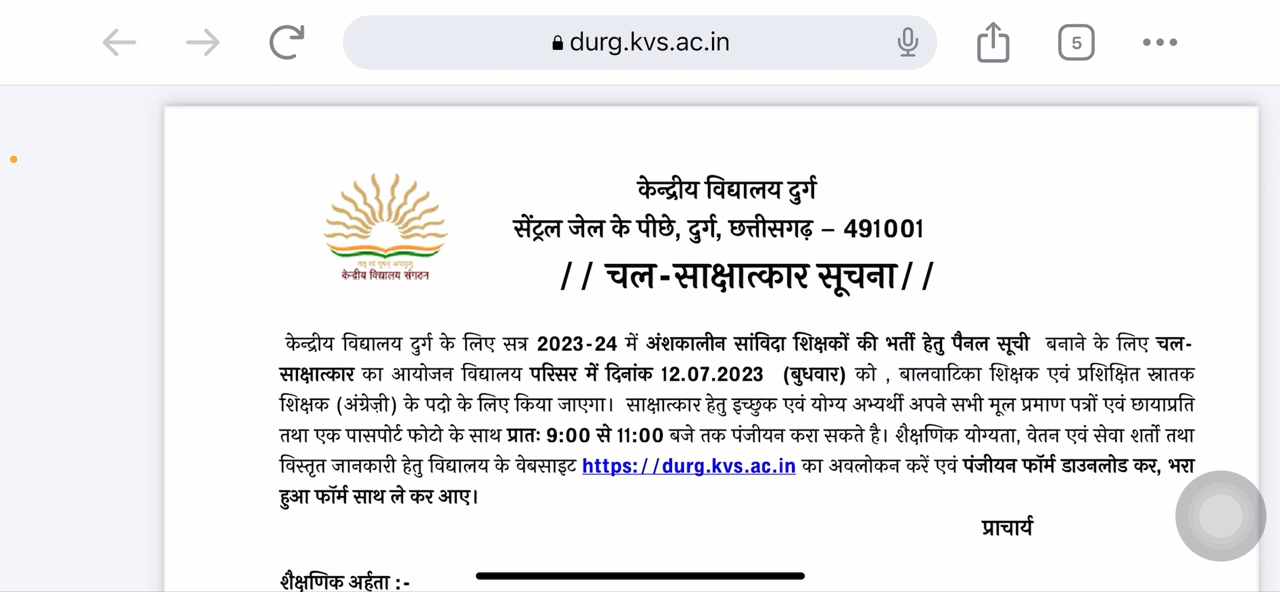 durg.kvs.ac.in
5
केन्द्रीय विद्यालय दुर्ग
सेंट्रल जेल के पीछे, दुर्ग, छत्तीसगढ़ – 491001
// चल-साक्षात्कार सूचना//
केन्द्रीय विद्यालय संगठन
केन्द्रीय विद्यालय दुर्ग के लिए सत्र 2023-24 में अंशकालीन सांविदा शिक्षकों की भर्ती हेतु पैनल सूची बनाने के लिए चल-
साक्षात्कार का आयोजन विद्यालय परिसर में दिनांक 12.07.2023 (बुधवार) को , बालवाटिका शिक्षक एवं प्रशिक्षित स्नातक
शिक्षक (अंग्रेज़ी) के पदो के लिए किया जाएगा। साक्षात्कार हेतु इच्छुक एवं योग्य अभ्यर्थी अपने सभी मूल प्रमाण पत्रों एवं छायाप्रति
तथा एक पासपोर्ट फोटो के साथ प्रातः 9:00 से 11:00 बजे तक पंजीयन करा सकते है। शैक्षणिक योग्यता, वेतन एवं सेवा शर्तो तथा
विस्तृत जानकारी हेतु विद्यालय के वेबसाइट https://durg.kvs.ac.in का अवलोकन करें एवं पंजीयन फॉर्म डाउनलोड कर, भरा
हुआ फॉर्म साथ ले कर आए।
प्राचार्य
शैक्षणिक अर्हता :-